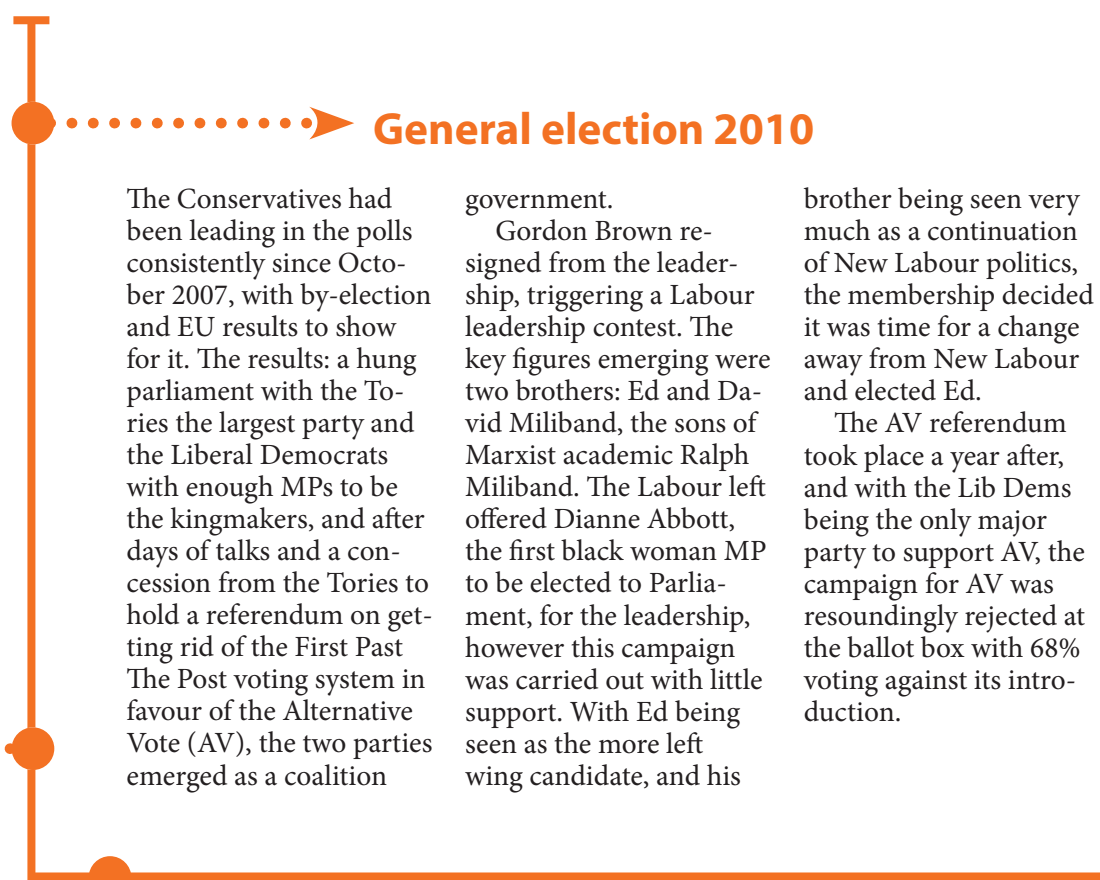 General election 2010
The Conservatives had
been leading in the polls
consistently since Octo-
ber 2007, with by-election
and EU results to show
for it. The results: a hung
parliament with the To-
ries the largest party and
the Liberal Democrats
with enough MPs to be
the kingmakers, and after
days of talks and a con-
cession from the Tories to
hold a referendum on get-
ting rid of the First Past
The Post voting system in
favour of the Alternative
Vote (AV), the two parties
emerged as a coalition
government.
Gordon Brown re-
signed from the leader-
ship, triggering a Labour
leadership contest. The
key figures emerging were
two brothers: Ed and Da-
vid Miliband, the sons of
Marxist academic Ralph
Miliband. The Labour left
offered Dianne Abbott,
the first black woman MP
to be elected to Parlia-
ment, for the leadership,
however this campaign
was carried out with little
support. With Ed being
seen as the more left
wing candidate, and his
brother being seen very
much as a continuation
of New Labour politics,
the membership decided
it was time for a change
away from New Labour
and elected Ed.
The AV referendum
took place a year after,
and with the Lib Dems
being the only major
party to support AV, the
campaign for AV was
resoundingly rejected at
the ballot box with 68%
voting against its intro-
duction.